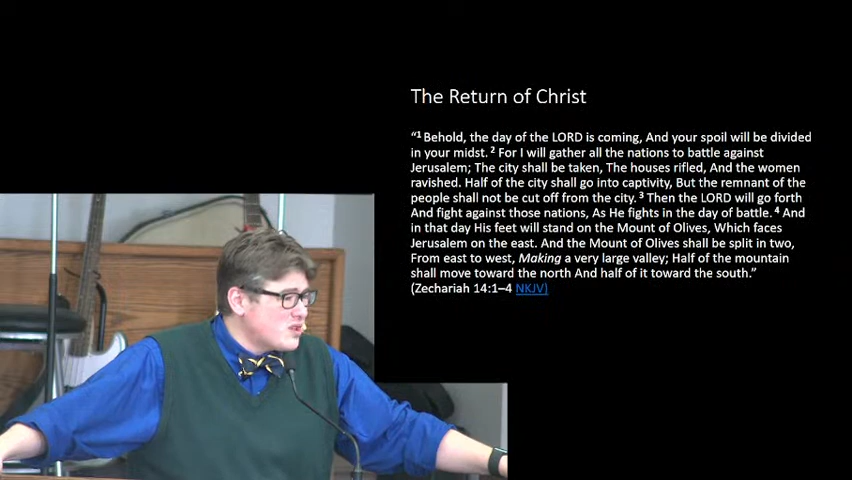 The Return of Christ
“1 Behold, the day of the LORD is coming, And your spoil will be divided
in your midst. 2 For I will gather all the nations to battle against
Jerusalem; The city shall be taken, The houses rifled, And the women
ravished. Half of the city shall go into captivity, But the remnant of the
people shall not be cut off from the city. 3 Then the LORD will go forth
And fight against those nations, As He fights in the day of battle. 4 And
in that day His feet will stand on the Mount of Olives, Which faces
Jerusalem on the east. And the Mount of Olives shall be split in two,
From east to west, Making a very large valley; Half of the mountain
shall move toward the north And half of it toward the south.”
(Zechariah 14:1–4 NKJV)